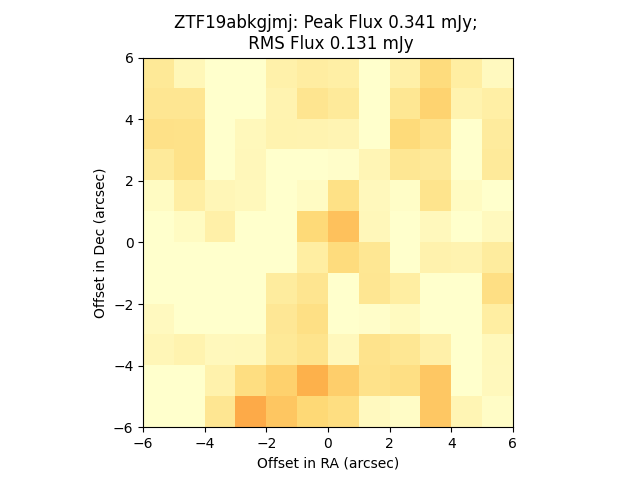 ZTF19abkgjmj: Peak Flux 0.341 mJy;
RMS Flux 0.131 mJy
6
4
2
0
−2
−4
−6
Offset in Dec (arcsec)
−6 −4 −2 0 2 4 6
Offset in RA (arcsec)